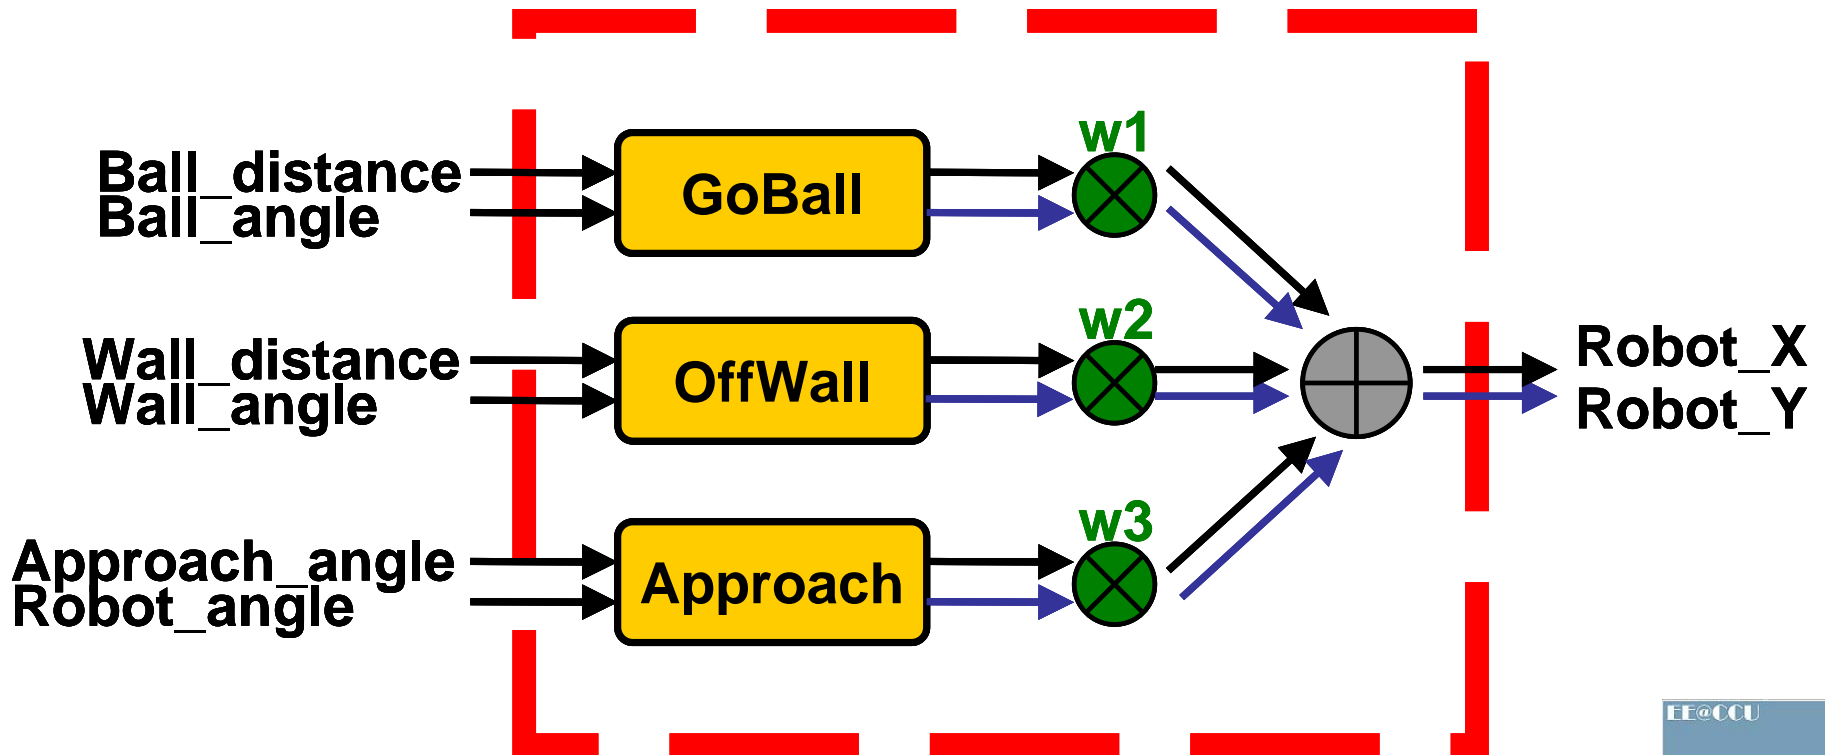 w1
Ball_distance
Ball_angle
GoBall
w2
Wall_distance
Wall_angle
OffWall
Robot_X
Robot_Y
w3
Approach_angle
Robot_angle
Approach
EE@CCU